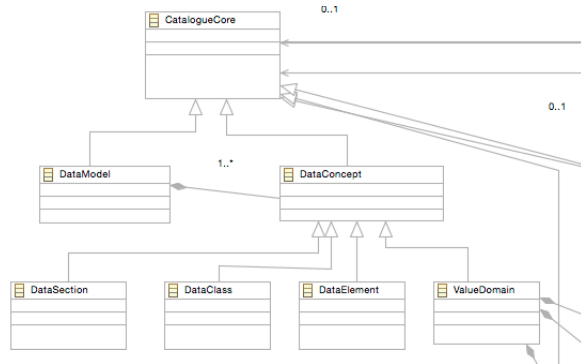 0..1
CatalogueCore
0..1
1..*
DataModel
DataConcept
DataSection
DataClass
DataElement
ValueDomain